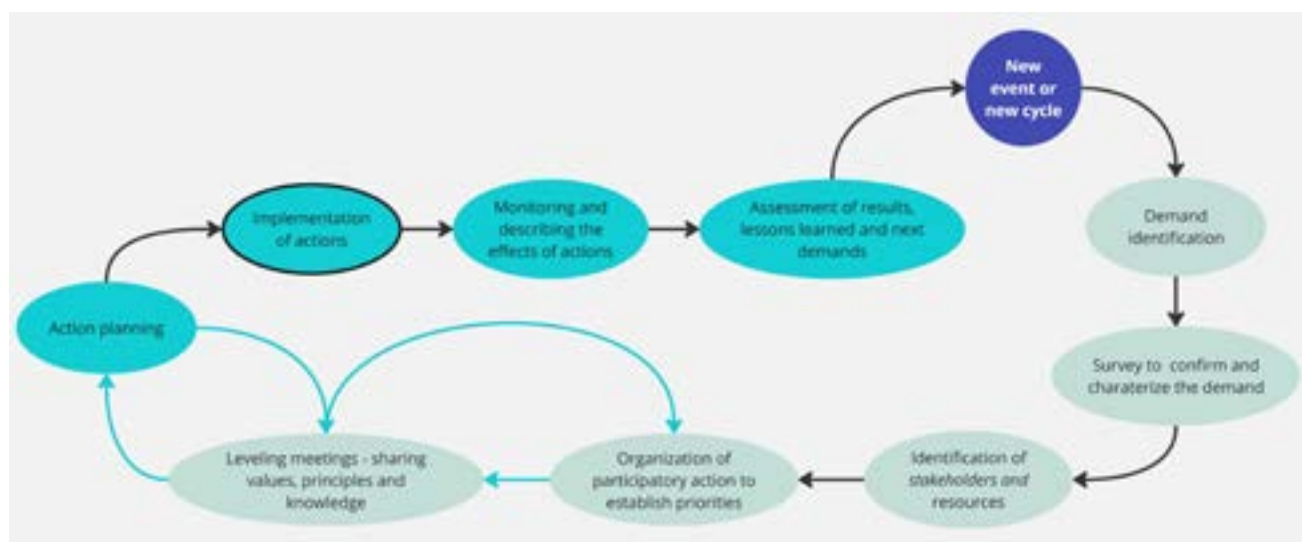 New
event or
new cycle
Implementation
of actions
Monitoring and
describing the
effects of actions
Assessment of results,
lessons learned and next
demands
Demand
identification
Action planning
Survey to confirm and
charaterize the demand
Leveling meetings - sharing
values, principles and
knowledge
Organization of
participatory action to
establish priorities
Identification of
stakeholders and
resources